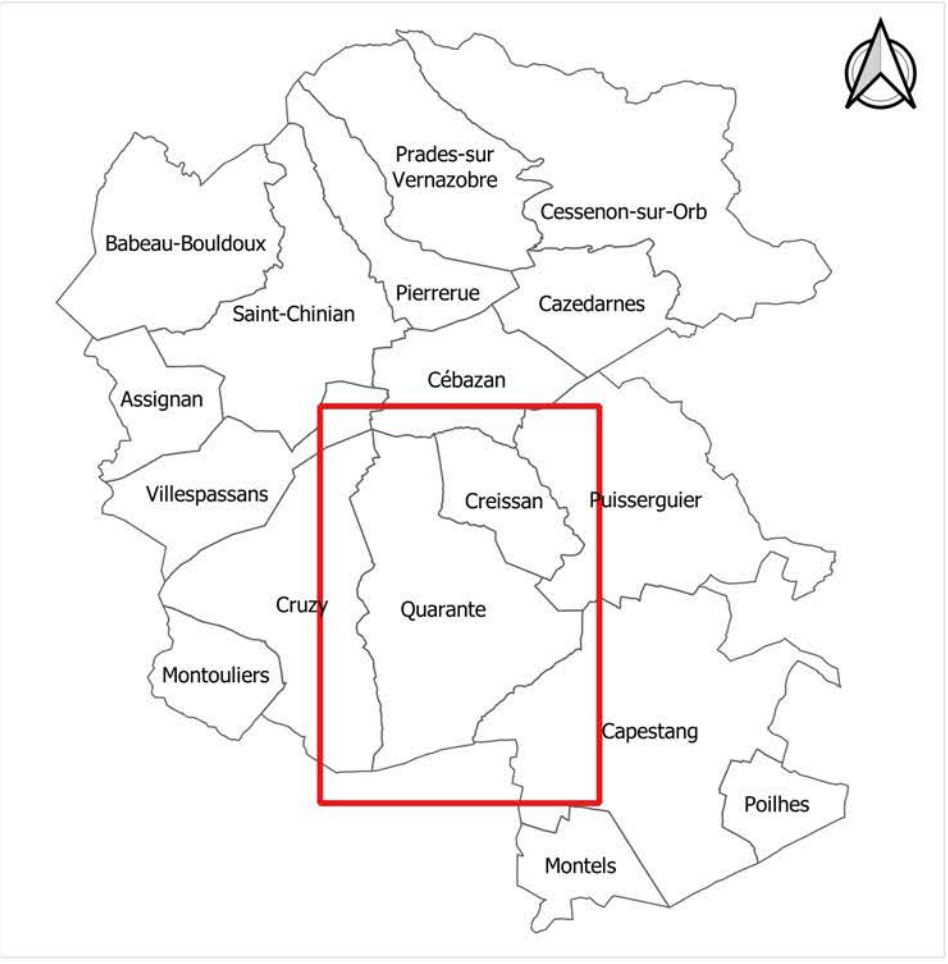 Prades-sur
Vernazobre
Cessenon-sur-Orb
Babeau-Bouldoux
Pierrerue
Cazedarnes
Saint-Chinian
Cébazan
Assignan
Villespassans
Creissan
Puisserguier
Cruzy
Quarante
Montouliers
Capestang
Poilhes
Montels